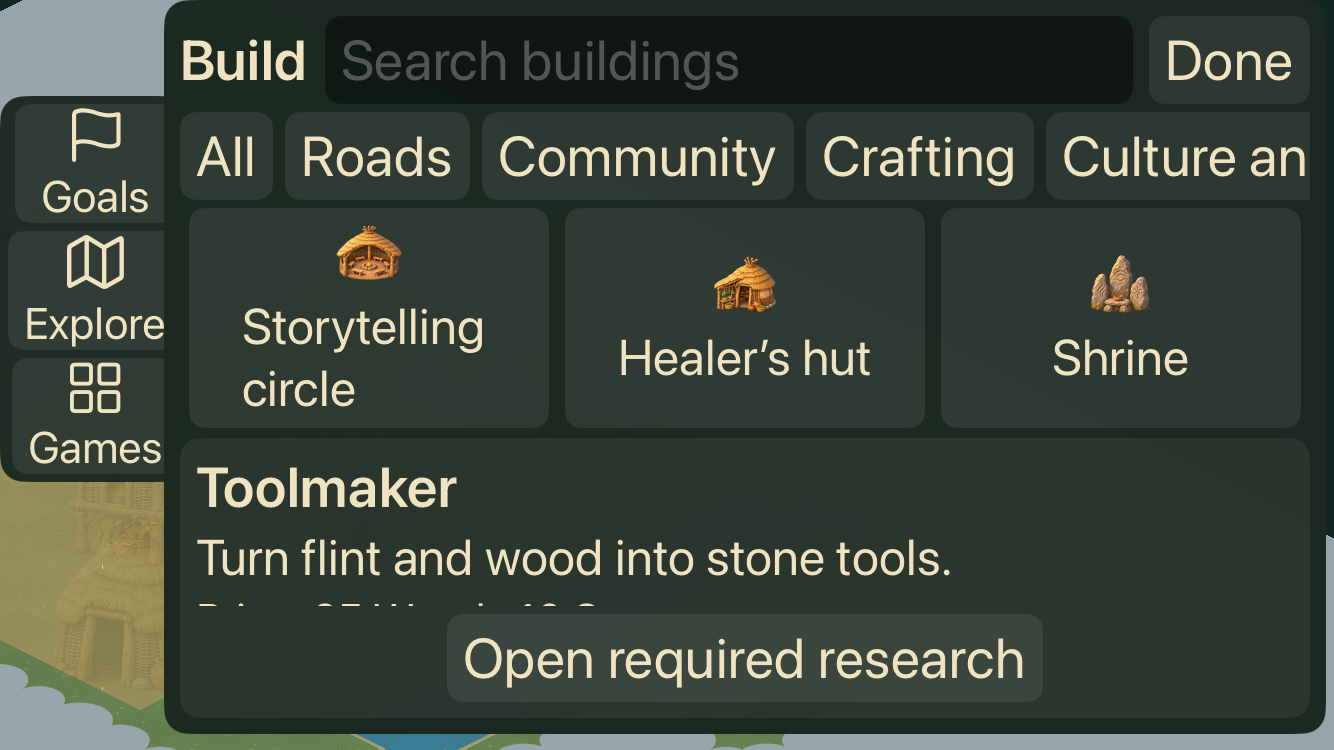 Build
Search buildings
Done
All
Roads
Community
Crafting
Culture an
Goals
Explore
Games
Storytelling
circle
Healer’s hut
Shrine
Toolmaker
Turn flint and wood into stone tools.
Open required research